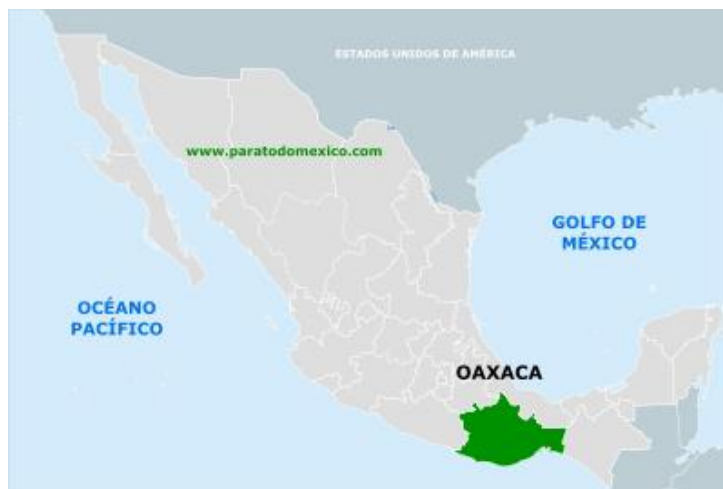 ESTADOS UNIDOS DE AMÉRICA
www.paratodomexico.com
GOLFO DE
MÉXICO
OCÉANO
PACÍFICO
OAXACA